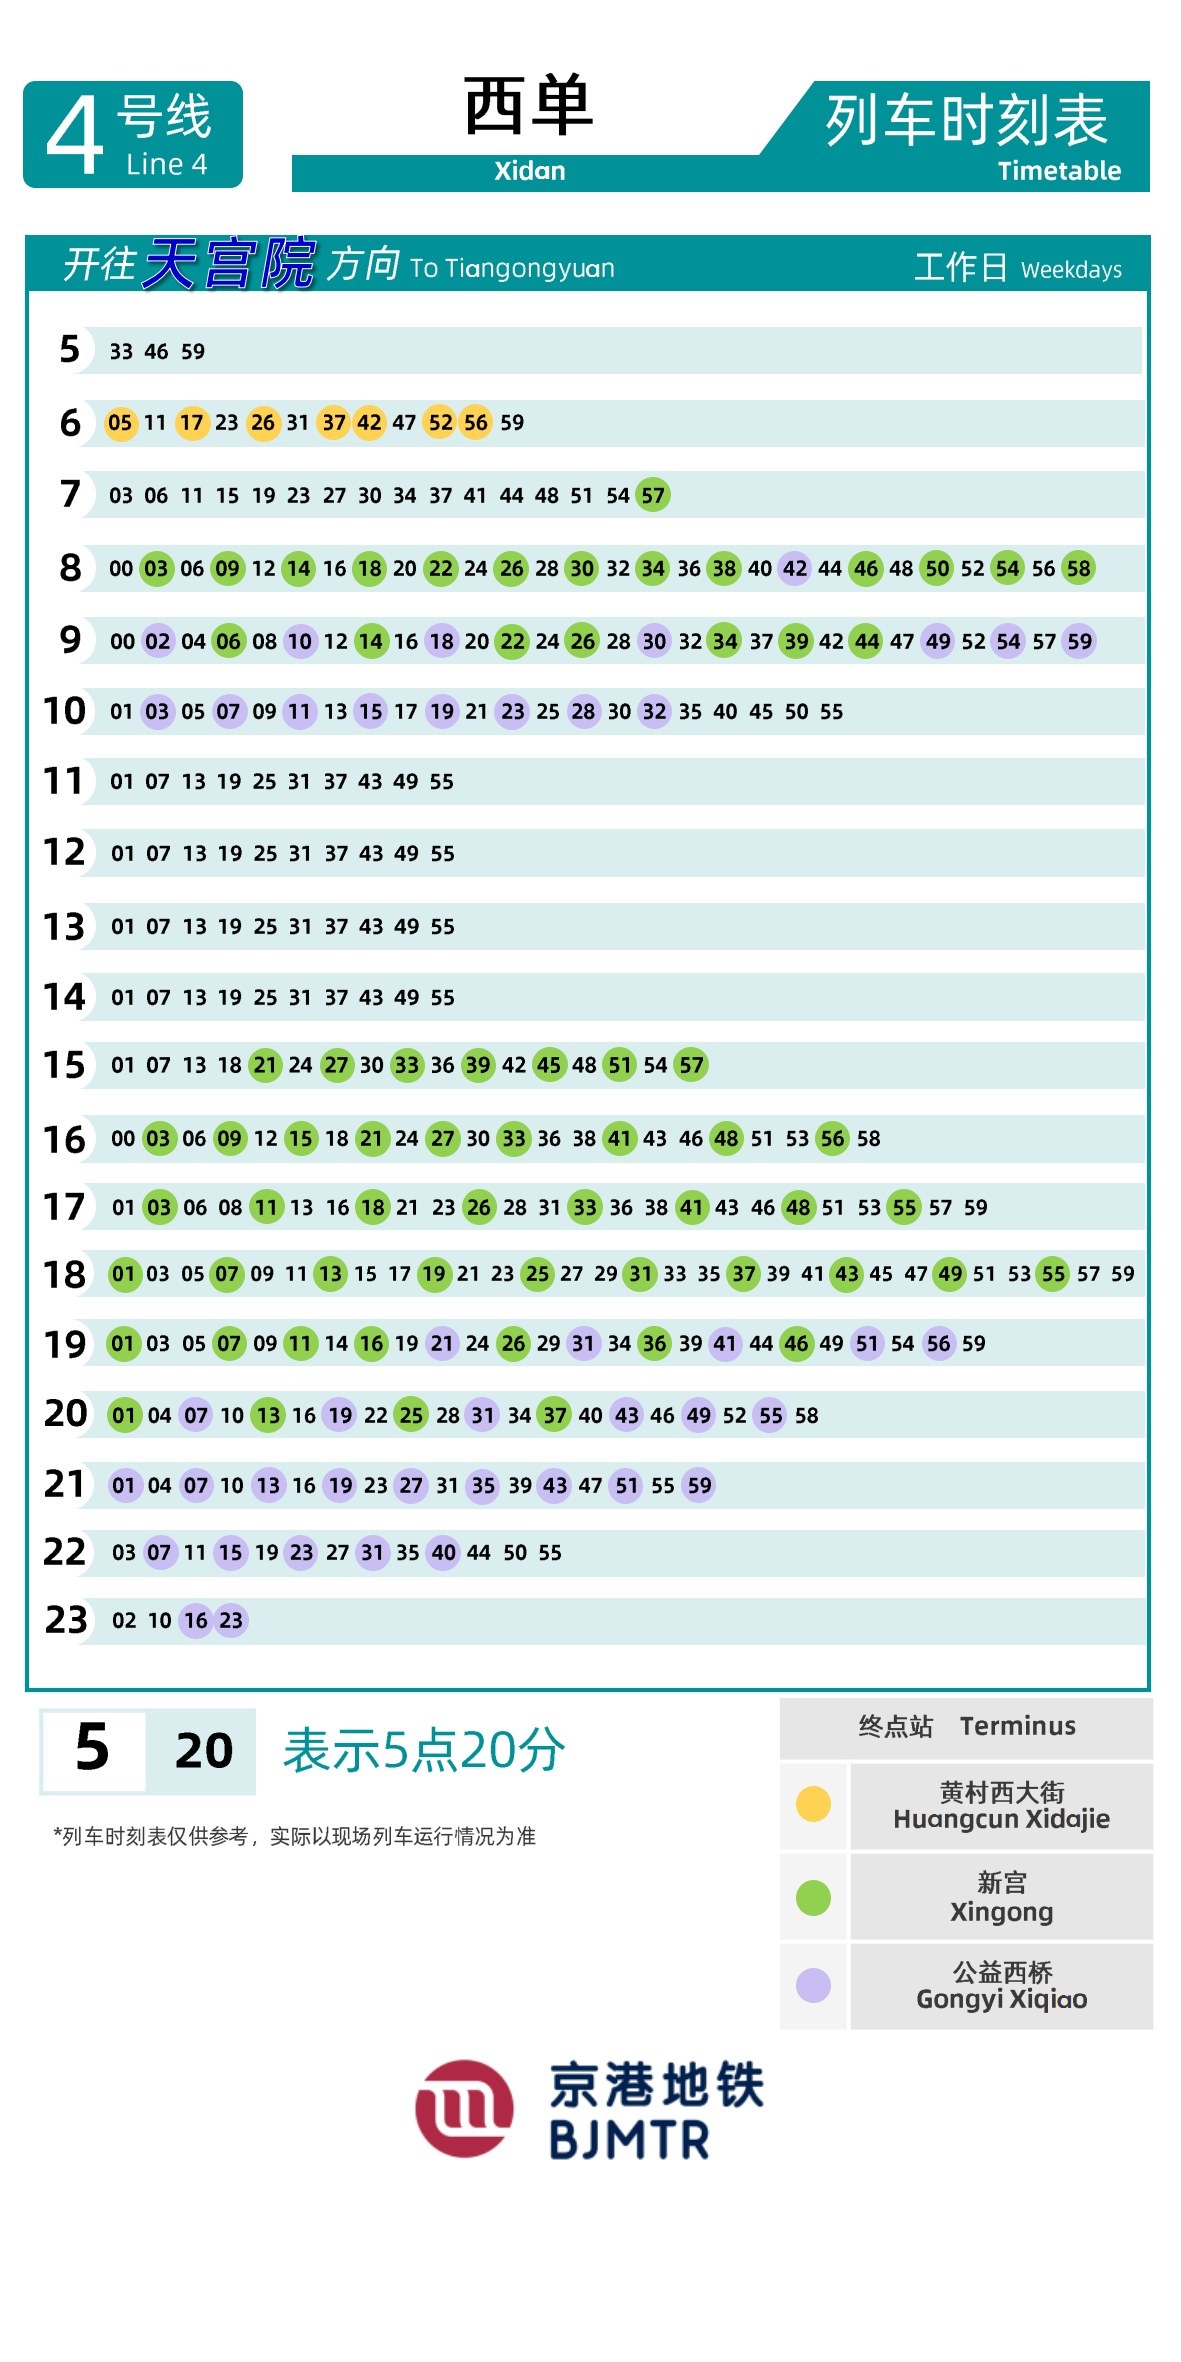 4 号线
Line 4
西单
Xidan
列车时刻表
Timetable
开往 天宫院 方向 To Tiangongyuan 工作日 Weekdays
5 33 46 59
6 05 11 17 23 26 31 37 42 47 52 56 59
7 03 06 11 15 19 23 27 30 34 37 41 44 48 51 54 57
8 00 03 06 09 12 14 16 18 20 22 24 26 28 30 32 34 36 38 40 42 44 46 48 50 52 54 56 58
9 00 02 04 06 08 10 12 14 16 18 20 22 24 26 28 30 32 34 37 39 42 44 47 49 52 54 57 59
10 01 03 05 07 09 11 13 15 17 19 21 23 25 28 30 32 35 40 45 50 55
11 01 07 13 19 25 31 37 43 49 55
12 01 07 13 19 25 31 37 43 49 55
13 01 07 13 19 25 31 37 43 49 55
14 01 07 13 19 25 31 37 43 49 55
15 01 07 13 18 21 24 27 30 33 36 39 42 45 48 51 54 57
16 00 03 06 09 12 15 18 21 24 27 30 33 36 38 41 43 46 48 51 53 56 58
17 01 03 06 08 11 13 16 18 21 23 26 28 31 33 36 38 41 43 46 48 51 53 55 57 59
18 01 03 05 07 09 11 13 15 17 19 21 23 25 27 29 31 33 35 37 39 41 43 45 47 49 51 53 55 57 59
19 01 03 05 07 09 11 14 16 19 21 24 26 29 31 34 36 39 41 44 46 49 51 54 56 59
20 01 04 07 10 13 16 19 22 25 28 31 34 37 40 43 46 49 52 55 58
21 01 04 07 10 13 16 19 23 27 31 35 39 43 47 51 55 59
22 03 07 11 15 19 23 27 31 35 40 44 50 55
23 02 10 16 23
5 20 表示5点20分
*列车时刻表仅供参考，实际以现场列车运行情况为准
终点站 Terminus
黄村西大街
Huangcun Xidajie
新宫
Xingong
公益西桥
Gongyi Xiqiao
京港地铁
BJMTR